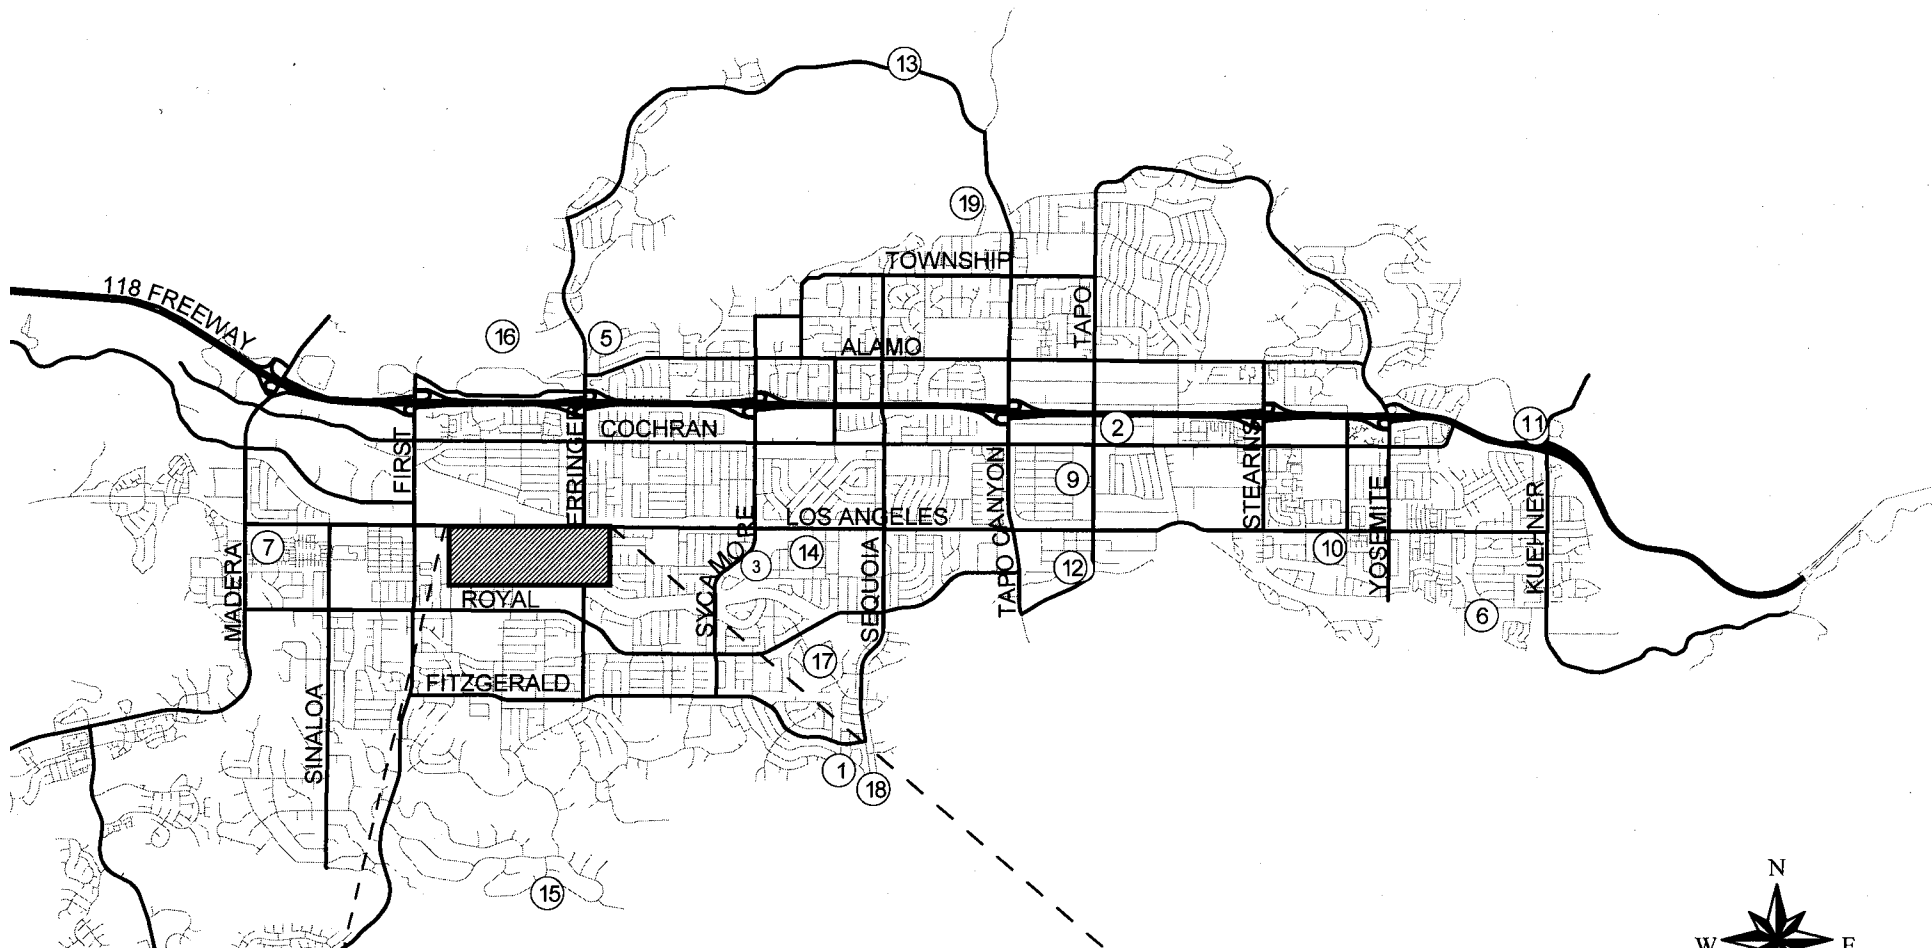 13
19
TOWNSHIP
118 FREEWAY
TAPO
16
5
ALAMO
COCHRAN
2
11
FIRST
ERRINGER
STEARNS
TAPO CANYON
9
YOSEMITE
KUEHNER
LOS ANGELES
SYCAMORE
7
14
3
12
10
MADERA
SEQUOIA
ROYAL
6
17
FITZGERALD
SINALOA
1
18
15
N
W
E